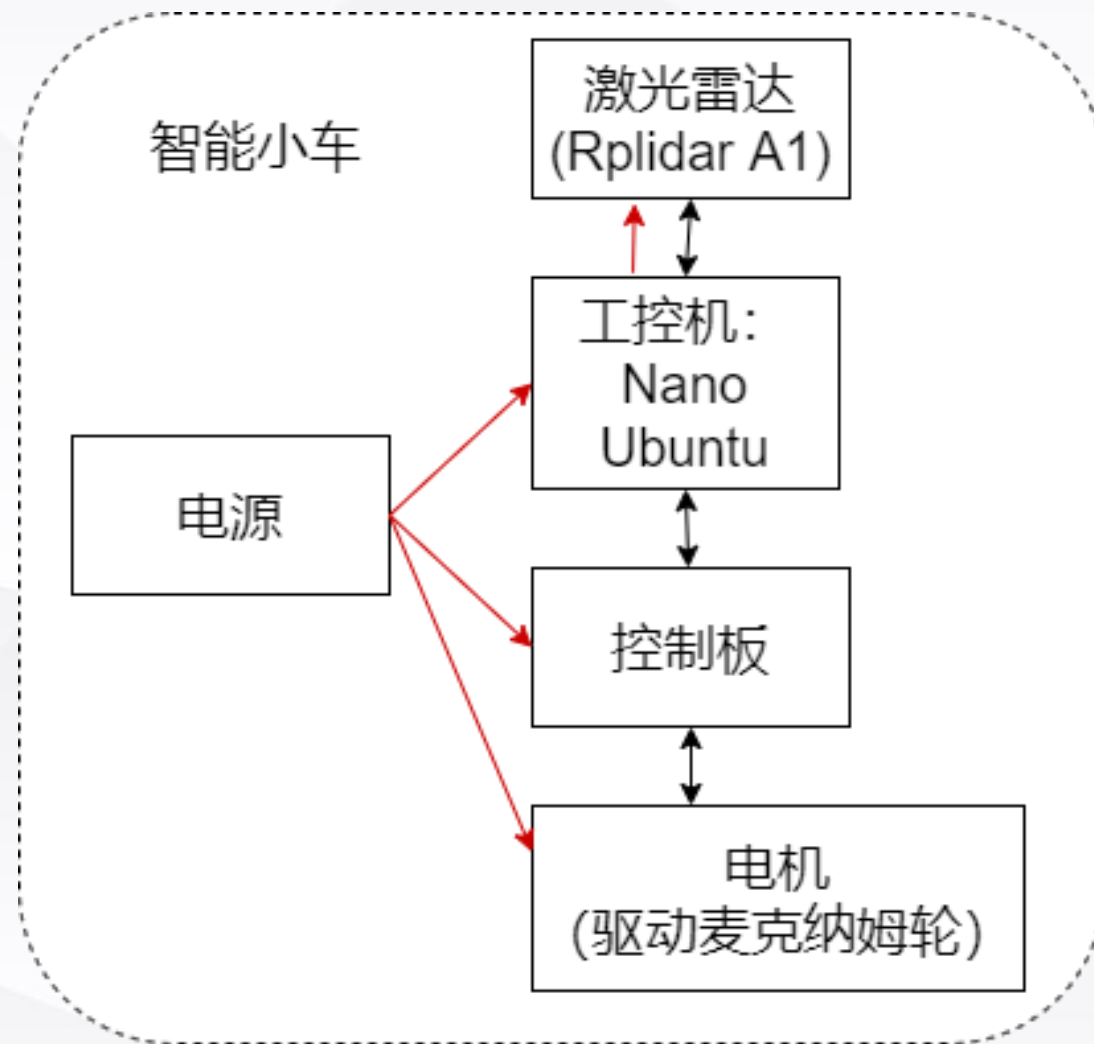 智能小车
激光雷达
(Rplidar A1)
工控机：
Nano
Ubuntu
电源
控制板
电机
(驱动麦克纳姆轮）